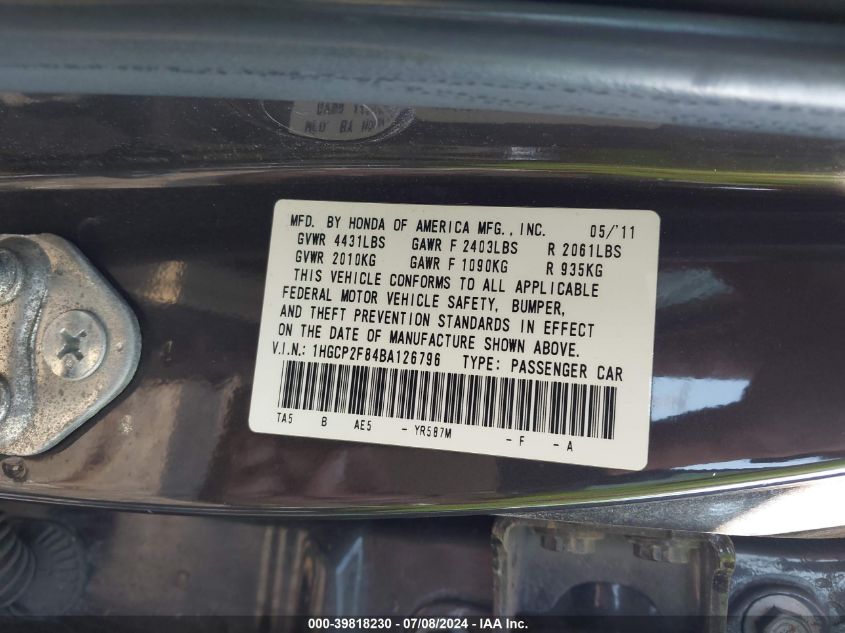 MFD. BY HONDA OF AMERICA MFG., INC. 05/'11
GVWR 4431LBS GAWR F 2403LBS R 2061LBS
GVWR 2010KG GAWR F 1090KG R 935KG
THIS VEHICLE CONFORMS TO ALL APPLICABLE
FEDERAL MOTOR VEHICLE SAFETY, BUMPER,
AND THEFT PREVENTION STANDARDS IN EFFECT
ON THE DATE OF MANUFACTURE SHOWN ABOVE.
V.I.N.: 1HGCP2F84BA126796 TYPE: PASSENGER CAR
TA5 B AE5 - YR587M - F - A
000-39818230 - 07/08/2024 - IAA Inc.